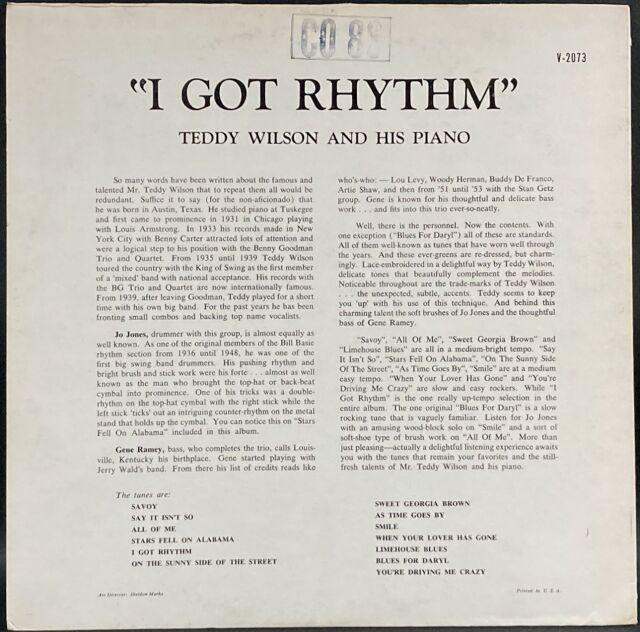 CO 88
V-2073
"I GOT RHYTHM"
TEDDY WILSON AND HIS PIANO
So many words have been written about the famous and
talented Mr. Teddy Wilson that to repeat them all would be
redundant. Suffice it to say (for the non-aficionado) that
he was born in Austin, Texas. He studied piano at Tuskegee
and first came to prominence in 1931 in Chicago playing
with Louis Armstrong. In 1933 his records made in New
York City with Benny Carter attracted lots of attention and
were a logical step to his position with the Benny Goodman
Trio and Quartet. From 1935 until 1939 Teddy Wilson
toured the country with the King of Swing as the first member
of a 'mixed' band with national acceptance. His records with
the BG Trio and Quartet are now internationally famous.
From 1939, after leaving Goodman, Teddy played for a short
time with his own big band. For the past years he has been
fronting small combos and backing top name vocalists.
Jo Jones, drummer with this group, is almost equally as
well known. As one of the original members of the Bill Basie
rhythm section from 1936 until 1948, he was one of the
first big swing band drummers. His pushing rhythm and
bright brush and stick work were his forte . . . almost as well
known as the man who brought the top-hat or back-beat
cymbal into prominence. One of his tricks was a double-
rhythm on the top-hat cymbal with the right stick while the
left stick 'ticks' out an intriguing counter-rhythm on the metal
stand that holds up the cymbal. You can notice this on "Stars
Fell On Alabama" included in this album.
Gene Ramey, bass, who completes the trio, calls Louis-
ville, Kentucky his birthplace. Gene started playing with
Jerry Wald's band. From there his list of credits reads like
who's-who: — Lou Levy, Woody Herman, Buddy De Franco,
Artie Shaw, and then from '51 until '53 with the Stan Getz
group. Gene is known for his thoughtful and delicate bass
work . . . and fits into this trio ever-so-neatly.
Well, there is the personnel. Now the contents. With
one exception ("Blues For Daryl") all of these are standards.
All of them well-known as tunes that have worn well through
the years. And these ever-greens are re-dressed, but charm-
ingly. Lace-embroidered in a delightful way by Teddy Wilson,
delicate tones that beautifully complement the melodies.
Noticeable throughout are the trade-marks of Teddy Wilson
. . . the unexpected, subtle, accents. Teddy seems to keep
you 'up' with his use of this technique. And behind this
charming talent the soft brushes of Jo Jones and the thoughtful
bass of Gene Ramey.
"Savoy", "All Of Me", "Sweet Georgia Brown" and
"Limehouse Blues" are all in a medium-bright tempo. "Say
It Isn't So", "Stars Fell On Alabama", "On The Sunny Side
Of The Street", "As Time Goes By", "Smile" are at a medium
easy tempo. "When Your Lover Has Gone" and "You're
Driving Me Crazy" are slow and easy rockers. While "I
Got Rhythm" is the one really up-tempo selection in the
entire album. The one original "Blues For Daryl" is a slow
rocking tune that is vaguely familiar. Listen for Jo Jones
with an amusing wood-block solo on "Smile" and a sort of
soft-shoe type of brush work on "All Of Me". More than
just pleasing—actually a delightful listening experience awaits
you with the tunes that remain your favorites and the still-
fresh talents of Mr. Teddy Wilson and his piano.
The tunes are:
SAVOY
SAY IT ISN'T SO
ALL OF ME
STARS FELL ON ALABAMA
I GOT RHYTHM
ON THE SUNNY SIDE OF THE STREET
SWEET GEORGIA BROWN
AS TIME GOES BY
SMILE
WHEN YOUR LOVER HAS GONE
LIMEHOUSE BLUES
BLUES FOR DARYL
YOU'RE DRIVING ME CRAZY
Art Director: Sheldon Marks
Printed in U. S. A.